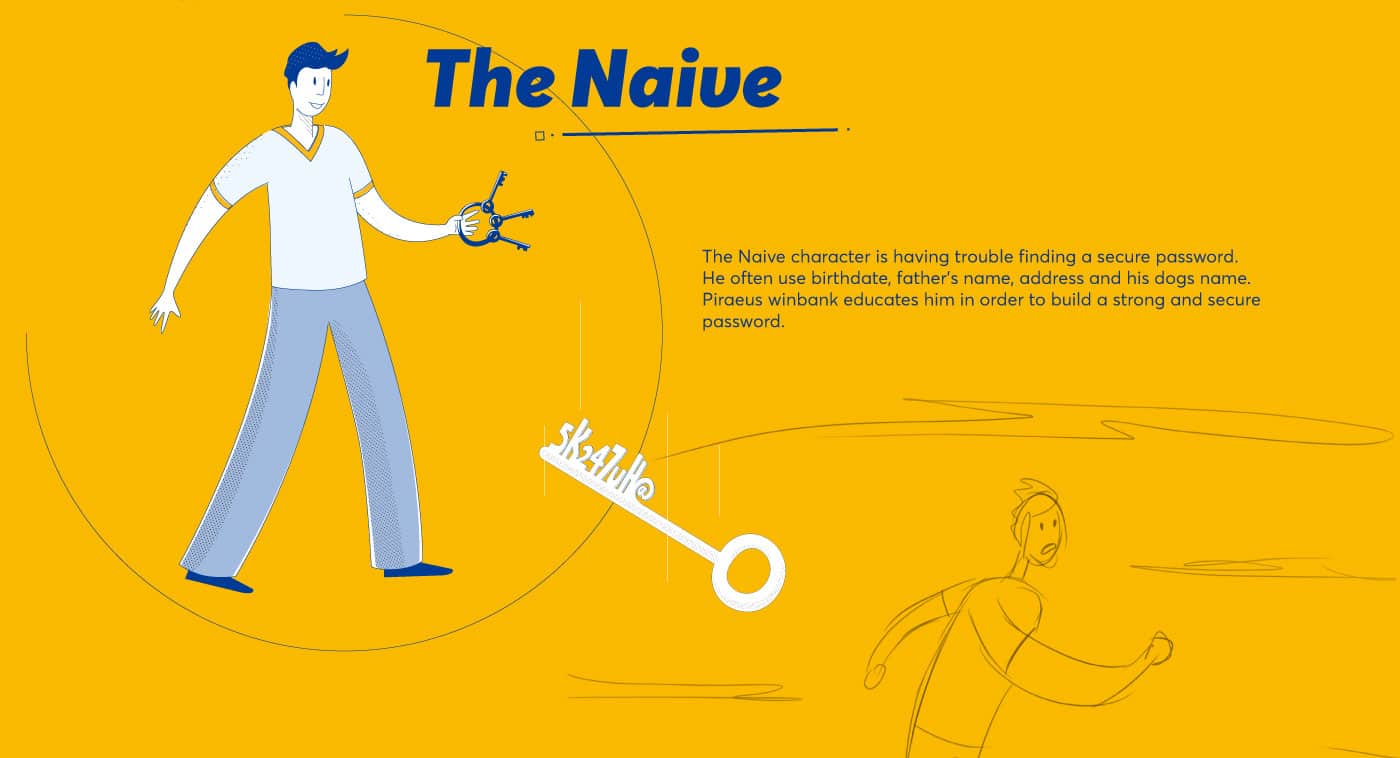 The Naive
The Naive character is having trouble finding a secure password.
He often use birthdate, father's name, address and his dogs name.
Piraeus winbank educates him in order to build a strong and secure
password.
5K247uH@